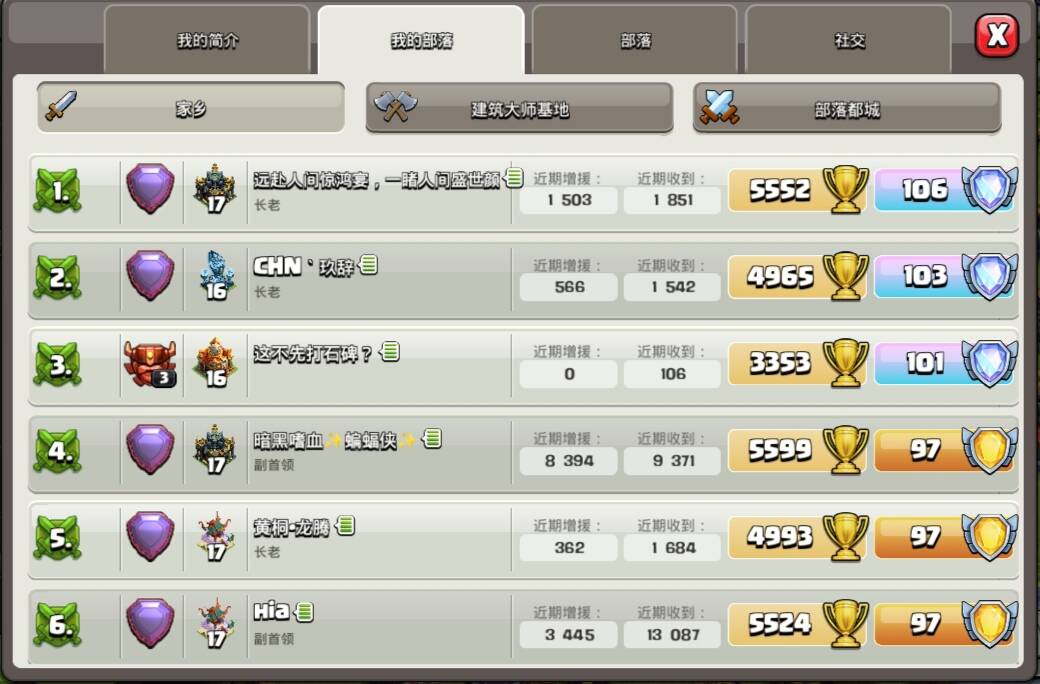 我的简介
我的部落
部落
社交
X
家乡
建筑大师基地
部落都城
1.
17
远赴人间惊鸿宴，一睹人间盛世颜
长老
近期增援：
1 503
近期收到：
1 851
5552
106
2.
16
CHN丶玖辞
长老
近期增援：
566
近期收到：
1 542
4965
103
3.
3
16
这不先打石碑？
近期增援：
0
近期收到：
106
3353
101
4.
17
暗黑嗜血✨蝙蝠侠✨
副首领
近期增援：
8 394
近期收到：
9 371
5599
97
5.
17
黄桐•龙腾
长老
近期增援：
362
近期收到：
1 684
4993
97
6.
17
Hia
副首领
近期增援：
3 445
近期收到：
13 087
5524
97